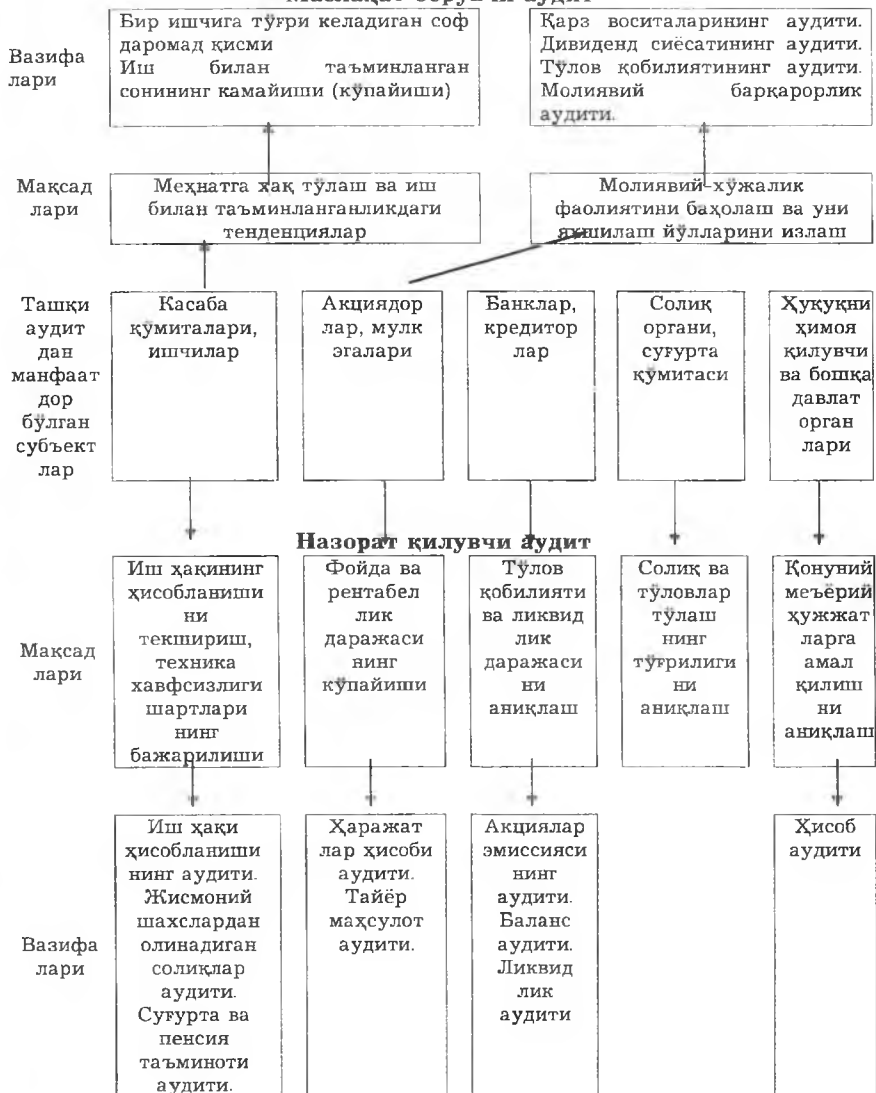 Маслаҳат берувчи аудит
Вазифа
лари
Бир ишчига тўғри келадиган соф
даромад қисми
Иш билан таъминланган
сонининг камайиши (кўпайиши)
Қарз воситаларининг аудити.
Дивиденд сиёсатининг аудити.
Тўлов қобилиятининг аудити.
Молиявий барқарорлик
аудити.
Мақсад
лари
Меҳнатга ҳақ тўлаш ва иш
билан таъминланганликдаги
тенденциялар
Молиявий-хўжалик
фаолиятини баҳолаш ва уни
яхшилаш йўлларини излаш
Ташқи
аудит
дан
манфаат
дор
бўлган
субъект
лар
Касаба
қўмиталари,
ишчилар
Акциядор
лар, мулк
эгалари
Банклар,
кредитор
лар
Солиқ
органи,
суғурта
қўмитаси
Ҳуқуқни
ҳимоя
қилувчи
ва бошқа
давлат
орган
лари
Назорат қилувчи аудит
Мақсад
лари
Иш ҳақининг
ҳисобланиши
ни
текшириш,
техника
хавфсизлиги
шартлари
нинг
бажарилиши
Фойда ва
рентабел
лик
даражаси
нинг
кўпайиши
Тўлов
қобилияти
ва ликвид
лик
даражаси
ни
аниқлаш
Солиқ ва
тўловлар
тўлаш
нинг
тўғрилиги
ни
аниқлаш
Қонуний
меъёрий
ҳужжат
ларга
амал
қилиш
ни
аниқлаш
Вазифа
лари
Иш ҳақи
ҳисобланиши
нинг аудити.
Жисмоний
шахслардан
олинадиган
солиқлар
аудити.
Суғурта ва
пенсия
таъминоти
аудити.
Ҳаражат
лар ҳисоби
аудити.
Тайёр
маҳсулот
аудити.
Акциялар
эмиссияси
нинг
аудити.
Баланс
аудити.
Ликвид
лик
аудити
Ҳисоб
аудити